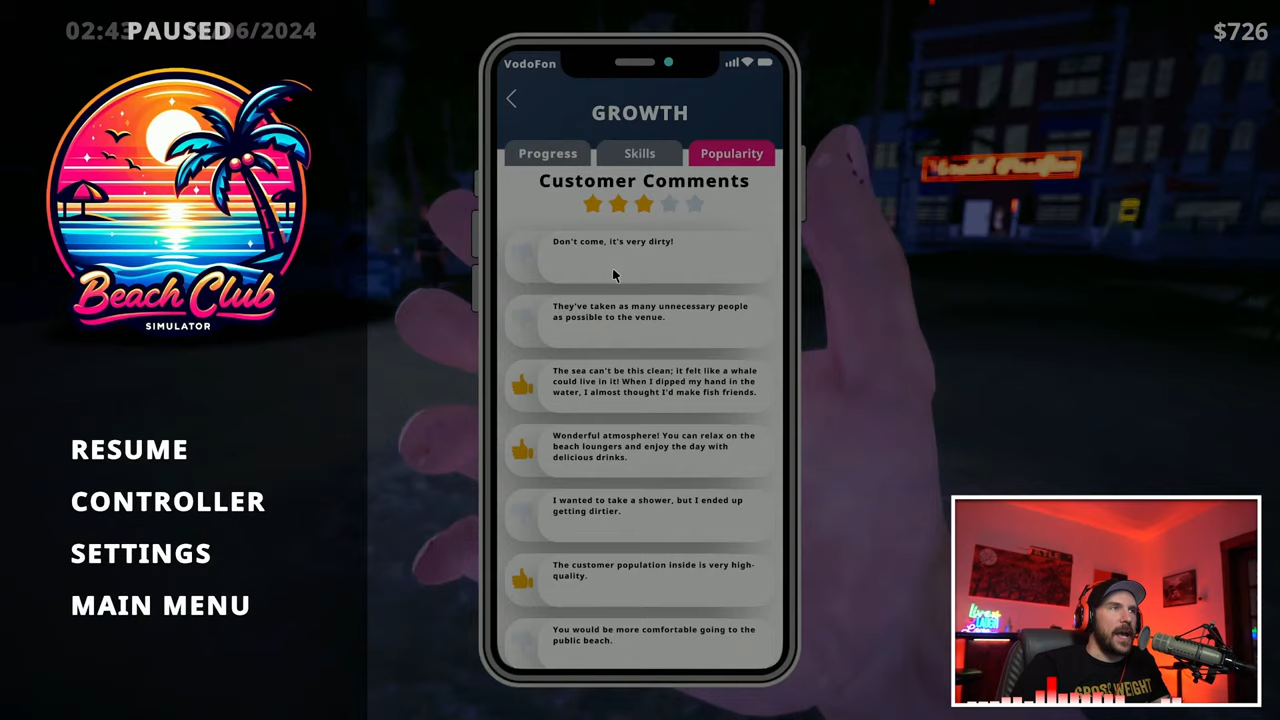 02:43 PAUSED 06/2024
$726
VodoFon
GROWTH
Progress
Skills
Popularity
Customer Comments
Don't come, it's very dirty!
They've taken as many unnecessary people
as possible to the venue.
The sea can't be this clean; it felt like a whale
could live in it! When I dipped my hand in the
water, I almost thought I'd make fish friends.
Wonderful atmosphere! You can relax on the
beach loungers and enjoy the day with
delicious drinks.
I wanted to take a shower, but I ended up
getting dirtier.
The customer population inside is very high-
quality.
You would be more comfortable going to the
public beach.
Beach Club
SIMULATOR
RESUME
CONTROLLER
SETTINGS
MAIN MENU